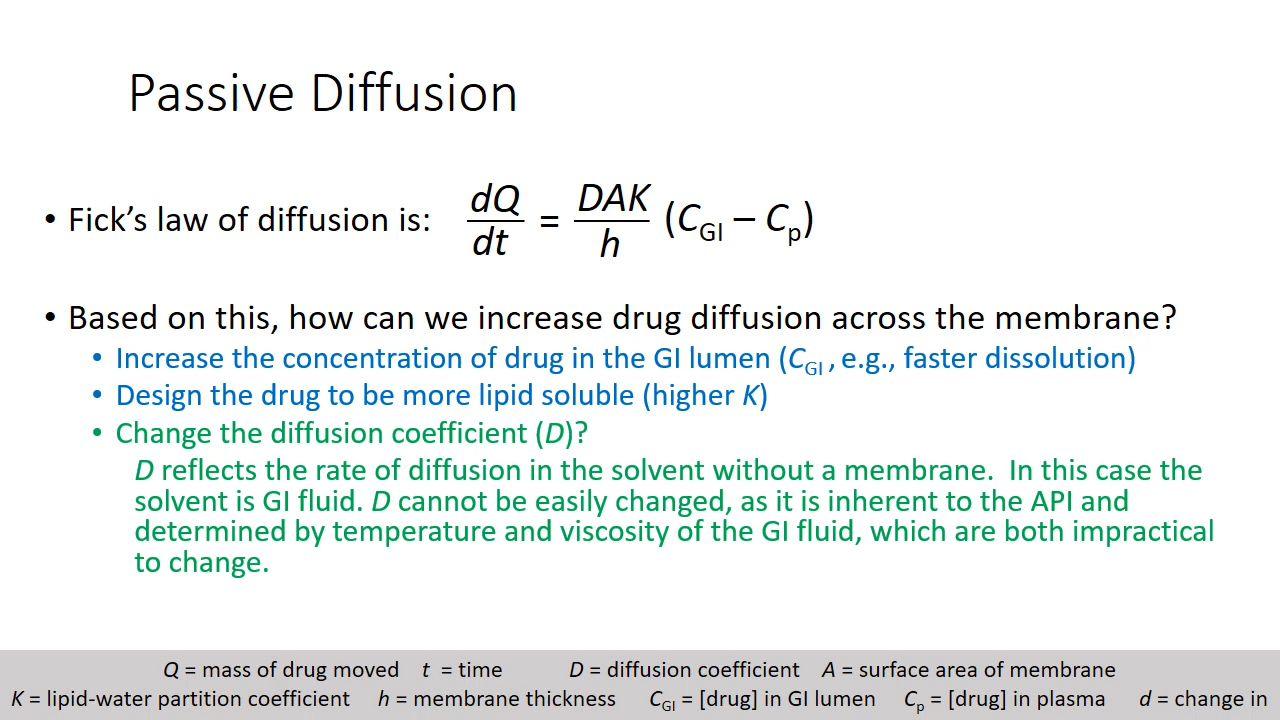 Passive Diffusion
• Fick's law of diffusion is: dQ/dt = DAK/h (C_GI – C_p)
• Based on this, how can we increase drug diffusion across the membrane?
• Increase the concentration of drug in the GI lumen (C_GI , e.g., faster dissolution)
• Design the drug to be more lipid soluble (higher K)
• Change the diffusion coefficient (D)?
D reflects the rate of diffusion in the solvent without a membrane.  In this case the
solvent is GI fluid. D cannot be easily changed, as it is inherent to the API and
determined by temperature and viscosity of the GI fluid, which are both impractical
to change.
Q = mass of drug moved t = time D = diffusion coefficient A = surface area of membrane
K = lipid-water partition coefficient h = membrane thickness C_GI = [drug] in GI lumen C_p = [drug] in plasma d = change in